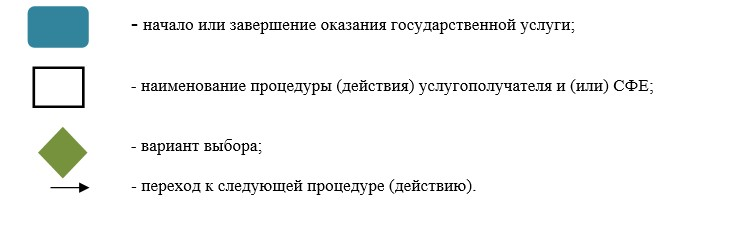 - начало или завершение оказания государственной услуги;
- наименование процедуры (действия) услугополучателя и (или) СФЕ;
- вариант выбора;
- переход к следующей процедуре (действию).